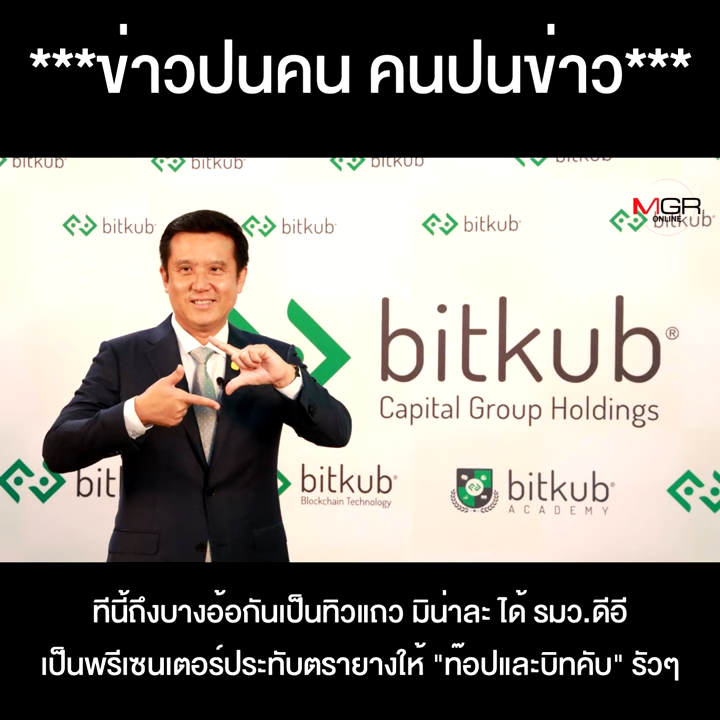 ***ข่าวปนคน คนปนข่าว***
bitkub
bitkub
bitkub
bitkub
bitkub
bitkub
bitkub
bitkub
MGR
ONLINE
bitkub®
Capital Group Holdings
bit
bitkub
Blockchain Technology
bitkub
ACADEMY
ทีนี้ถึงบางอ้อกันเป็นทิวแถว มิน่าละ ได้ รมว.ดีอี
เป็นพรีเซนเตอร์ประทับตรายางให้ "ท๊อปและบิทคับ" รัวๆ